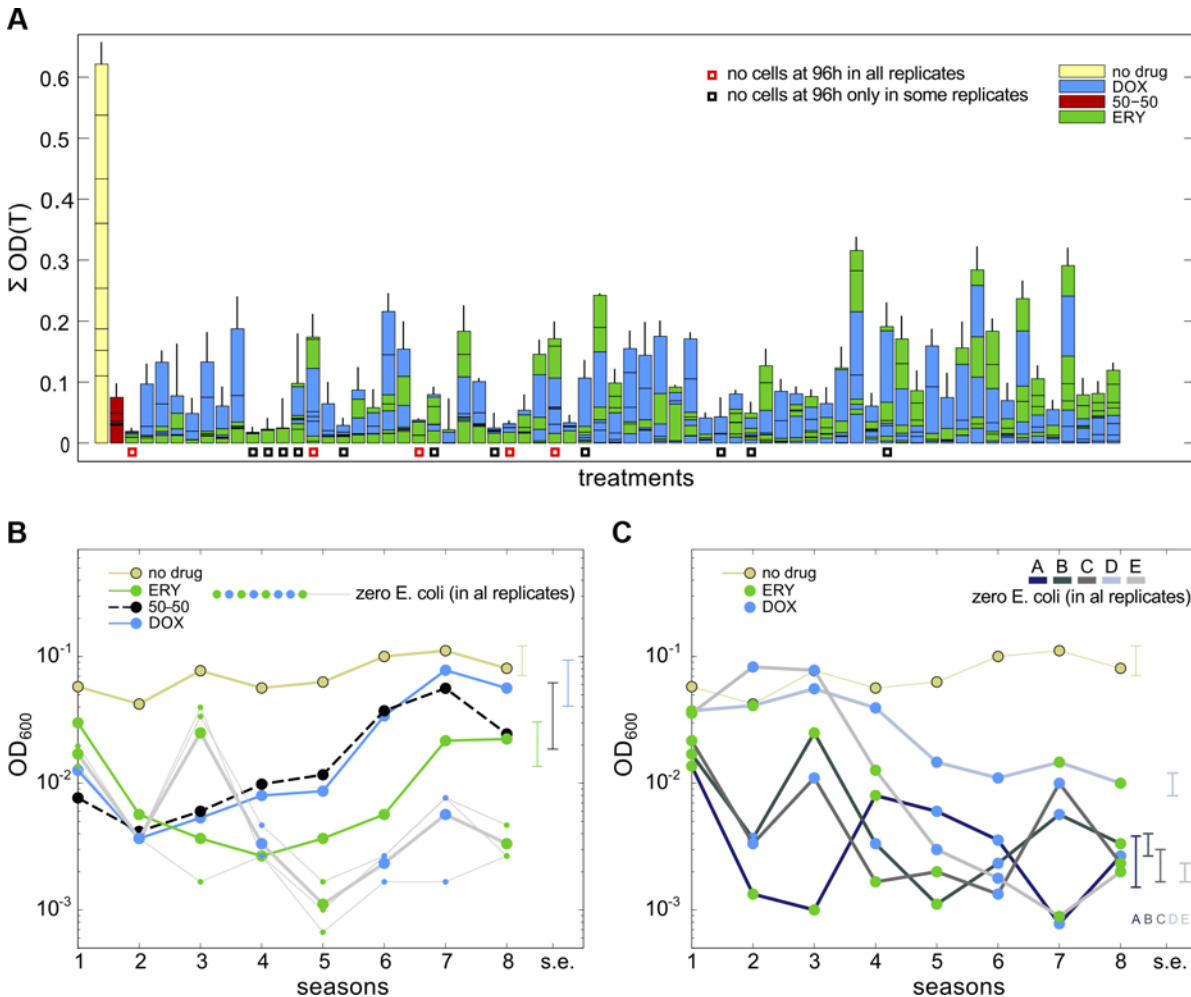 A
no cells at 96h in all replicates
no cells at 96h only in some replicates
no drug
DOX
50−50
ERY
Σ OD(T)
0.6
0.5
0.4
0.3
0.2
0.1
0
treatments
B
no drug
ERY
50-50
DOX
zero E. coli (in al replicates)
OD600
10-1
10-2
10-3
1 2 3 4 5 6 7 8 s.e.
seasons
C
no drug
ERY
DOX
A B C D E
zero E. coli (in al replicates)
OD600
10-1
10-2
10-3
A B C D E
1 2 3 4 5 6 7 8 s.e.
seasons